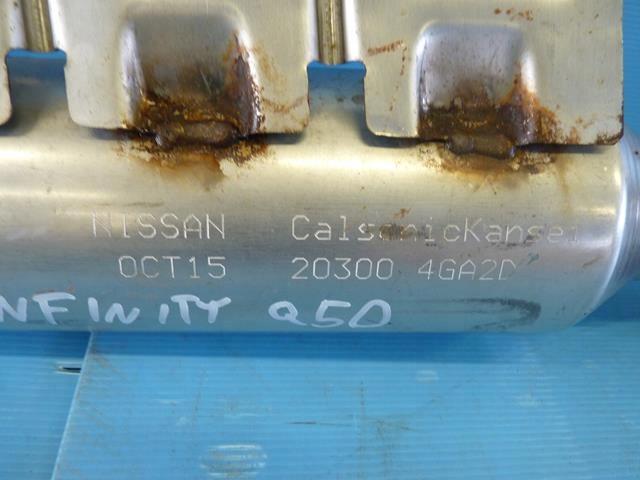 NISSAN CalsonicKansei
OCT15 20300 4GA2D
NFINITY Q50